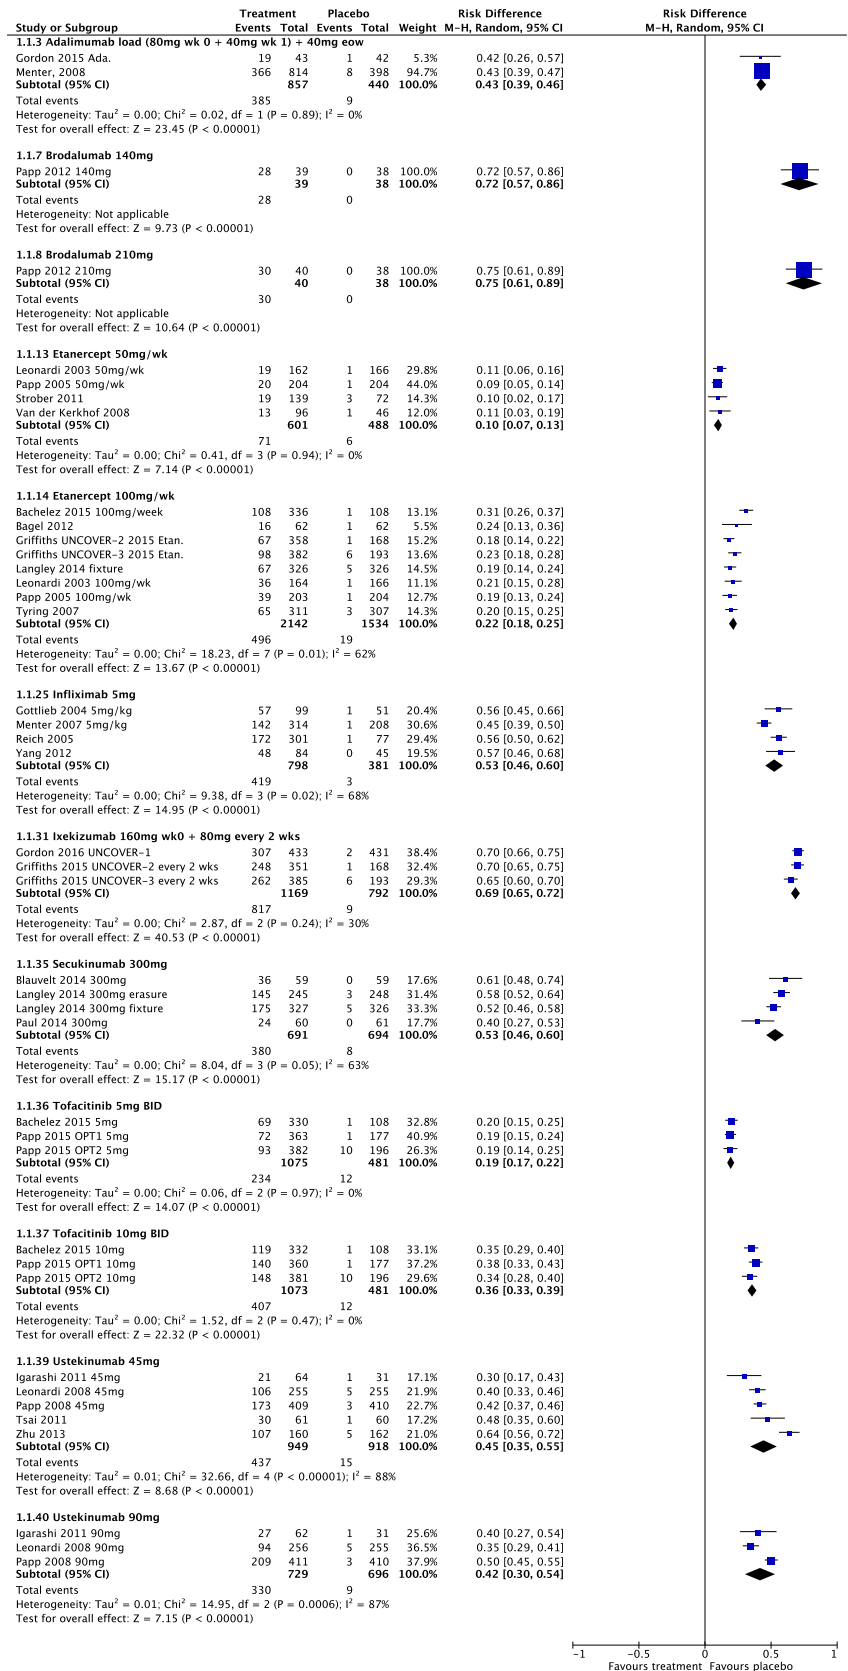 Treatment Placebo Risk Difference Risk Difference
Study or Subgroup Events Total Events Total Weight M-H, Random, 95% CI M-H, Random, 95% CI
1.1.3 Adalimumab load (80mg wk 0 + 40mg wk 1) + 40mg eow
Gordon 2015 Ada. 19 43 1 42 5.3% 0.42 [0.26, 0.57]
Menter, 2008 366 814 8 398 94.7% 0.43 [0.39, 0.47]
Subtotal (95% CI) 857 440 100.0% 0.43 [0.39, 0.46]
Total events 385 9
Heterogeneity: Tau² = 0.00; Chi² = 0.02, df = 1 (P = 0.89); I² = 0%
Test for overall effect: Z = 23.45 (P < 0.00001)
1.1.7 Brodalumab 140mg
Papp 2012 140mg 28 39 0 38 100.0% 0.72 [0.57, 0.86]
Subtotal (95% CI) 39 38 100.0% 0.72 [0.57, 0.86]
Total events 28 0
Heterogeneity: Not applicable
Test for overall effect: Z = 9.73 (P < 0.00001)
1.1.8 Brodalumab 210mg
Papp 2012 210mg 30 40 0 38 100.0% 0.75 [0.61, 0.89]
Subtotal (95% CI) 40 38 100.0% 0.75 [0.61, 0.89]
Total events 30 0
Heterogeneity: Not applicable
Test for overall effect: Z = 10.64 (P < 0.00001)
1.1.13 Etanercept 50mg/wk
Leonardi 2003 50mg/wk 19 162 1 166 29.8% 0.11 [0.06, 0.16]
Papp 2005 50mg/wk 20 204 1 204 44.0% 0.09 [0.05, 0.14]
Strober 2011 19 139 3 72 14.3% 0.10 [0.02, 0.17]
Van der Kerkhof 2008 13 96 1 46 12.0% 0.11 [0.03, 0.19]
Subtotal (95% CI) 601 488 100.0% 0.10 [0.07, 0.13]
Total events 71 6
Heterogeneity: Tau² = 0.00; Chi² = 0.41, df = 3 (P = 0.94); I² = 0%
Test for overall effect: Z = 7.14 (P < 0.00001)
1.1.14 Etanercept 100mg/wk
Bachelez 2015 100mg/week 108 336 1 108 13.1% 0.31 [0.26, 0.37]
Bagel 2012 16 62 1 62 5.5% 0.24 [0.13, 0.36]
Griffiths UNCOVER-2 2015 Etan. 67 358 1 168 15.2% 0.18 [0.14, 0.22]
Griffiths UNCOVER-3 2015 Etan. 98 382 6 193 13.6% 0.23 [0.18, 0.28]
Langley 2014 fixture 67 326 5 326 14.5% 0.19 [0.14, 0.24]
Leonardi 2003 100mg/wk 36 164 1 166 11.1% 0.21 [0.15, 0.28]
Papp 2005 100mg/wk 39 203 1 204 12.7% 0.19 [0.13, 0.24]
Tyring 2007 65 311 3 307 14.3% 0.20 [0.15, 0.25]
Subtotal (95% CI) 2142 1534 100.0% 0.22 [0.18, 0.25]
Total events 496 19
Heterogeneity: Tau² = 0.00; Chi² = 18.23, df = 7 (P = 0.01); I² = 62%
Test for overall effect: Z = 13.67 (P < 0.00001)
1.1.25 Infliximab 5mg
Gottlieb 2004 5mg/kg 57 99 1 51 20.4% 0.56 [0.45, 0.66]
Menter 2007 5mg/kg 142 314 1 208 30.6% 0.45 [0.39, 0.50]
Reich 2005 172 301 1 77 29.4% 0.56 [0.50, 0.62]
Yang 2012 48 84 0 45 19.5% 0.57 [0.46, 0.68]
Subtotal (95% CI) 798 381 100.0% 0.53 [0.46, 0.60]
Total events 419 3
Heterogeneity: Tau² = 0.00; Chi² = 9.38, df = 3 (P = 0.02); I² = 68%
Test for overall effect: Z = 14.95 (P < 0.00001)
1.1.31 Ixekizumab 160mg wk0 + 80mg every 2 wks
Gordon 2016 UNCOVER-1 307 433 2 431 38.4% 0.70 [0.66, 0.75]
Griffiths 2015 UNCOVER-2 every 2 wks 248 351 1 168 32.4% 0.70 [0.65, 0.75]
Griffiths 2015 UNCOVER-3 every 2 wks 262 385 6 193 29.3% 0.65 [0.60, 0.70]
Subtotal (95% CI) 1169 792 100.0% 0.69 [0.65, 0.72]
Total events 817 9
Heterogeneity: Tau² = 0.00; Chi² = 2.87, df = 2 (P = 0.24); I² = 30%
Test for overall effect: Z = 40.53 (P < 0.00001)
1.1.35 Secukinumab 300mg
Blauvelt 2014 300mg 36 59 0 59 17.6% 0.61 [0.48, 0.74]
Langley 2014 300mg erasure 145 245 3 248 31.4% 0.58 [0.52, 0.64]
Langley 2014 300mg fixture 175 327 5 326 33.3% 0.52 [0.46, 0.58]
Paul 2014 300mg 24 60 0 61 17.7% 0.40 [0.27, 0.53]
Subtotal (95% CI) 691 694 100.0% 0.53 [0.46, 0.60]
Total events 380 8
Heterogeneity: Tau² = 0.00; Chi² = 8.04, df = 3 (P = 0.05); I² = 63%
Test for overall effect: Z = 15.17 (P < 0.00001)
1.1.36 Tofacitinib 5mg BID
Bachelez 2015 5mg 69 330 1 108 32.8% 0.20 [0.15, 0.25]
Papp 2015 OPT1 5mg 72 363 1 177 40.9% 0.19 [0.15, 0.24]
Papp 2015 OPT2 5mg 93 382 10 196 26.3% 0.19 [0.14, 0.25]
Subtotal (95% CI) 1075 481 100.0% 0.19 [0.17, 0.22]
Total events 234 12
Heterogeneity: Tau² = 0.00; Chi² = 0.06, df = 2 (P = 0.97); I² = 0%
Test for overall effect: Z = 14.07 (P < 0.00001)
1.1.37 Tofacitinib 10mg BID
Bachelez 2015 10mg 119 332 1 108 33.1% 0.35 [0.29, 0.40]
Papp 2015 OPT1 10mg 140 360 1 177 37.2% 0.38 [0.33, 0.43]
Papp 2015 OPT2 10mg 148 381 10 196 29.6% 0.34 [0.28, 0.40]
Subtotal (95% CI) 1073 481 100.0% 0.36 [0.33, 0.39]
Total events 407 12
Heterogeneity: Tau² = 0.00; Chi² = 1.52, df = 2 (P = 0.47); I² = 0%
Test for overall effect: Z = 22.32 (P < 0.00001)
1.1.39 Ustekinumab 45mg
Igarashi 2011 45mg 21 64 1 31 17.1% 0.30 [0.17, 0.43]
Leonardi 2008 45mg 106 255 5 255 21.9% 0.40 [0.33, 0.46]
Papp 2008 45mg 173 409 3 410 22.7% 0.42 [0.37, 0.46]
Tsai 2011 30 61 1 60 17.2% 0.48 [0.35, 0.60]
Zhu 2013 107 160 5 162 21.0% 0.64 [0.56, 0.72]
Subtotal (95% CI) 949 918 100.0% 0.45 [0.35, 0.55]
Total events 437 15
Heterogeneity: Tau² = 0.01; Chi² = 32.66, df = 4 (P < 0.00001); I² = 88%
Test for overall effect: Z = 8.68 (P < 0.00001)
1.1.40 Ustekinumab 90mg
Igarashi 2011 90mg 27 62 1 31 25.6% 0.40 [0.27, 0.54]
Leonardi 2008 90mg 94 256 5 255 36.5% 0.35 [0.29, 0.41]
Papp 2008 90mg 209 411 3 410 37.9% 0.50 [0.45, 0.55]
Subtotal (95% CI) 729 696 100.0% 0.42 [0.30, 0.54]
Total events 330 9
Heterogeneity: Tau² = 0.01; Chi² = 14.95, df = 2 (P = 0.0006); I² = 87%
Test for overall effect: Z = 7.15 (P < 0.00001)
-1 -0.5 0 0.5 1
Favours treatment Favours placebo